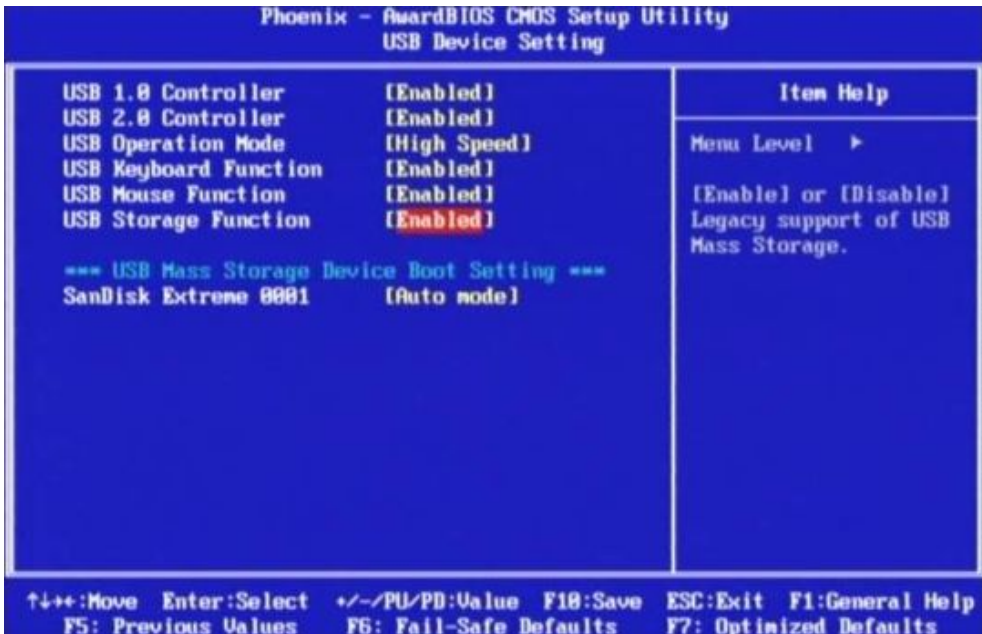 Phoenix - AwardBIOS CMOS Setup Utility
USB Device Setting
USB 1.0 Controller [Enabled]
USB 2.0 Controller [Enabled]
USB Operation Mode [High Speed]
USB Keyboard Function [Enabled]
USB Mouse Function [Enabled]
USB Storage Function [Enabled]
*** USB Mass Storage Device Boot Setting ***
SanDisk Extreme 0001 [Auto mode]
Item Help
Menu Level ▸
[Enable] or [Disable]
Legacy support of USB
Mass Storage.
↑↓→←:Move Enter:Select +/-/PU/PD:Value F10:Save ESC:Exit F1:General Help
F5: Previous Values F6: Fail-Safe Defaults F7: Optimized Defaults